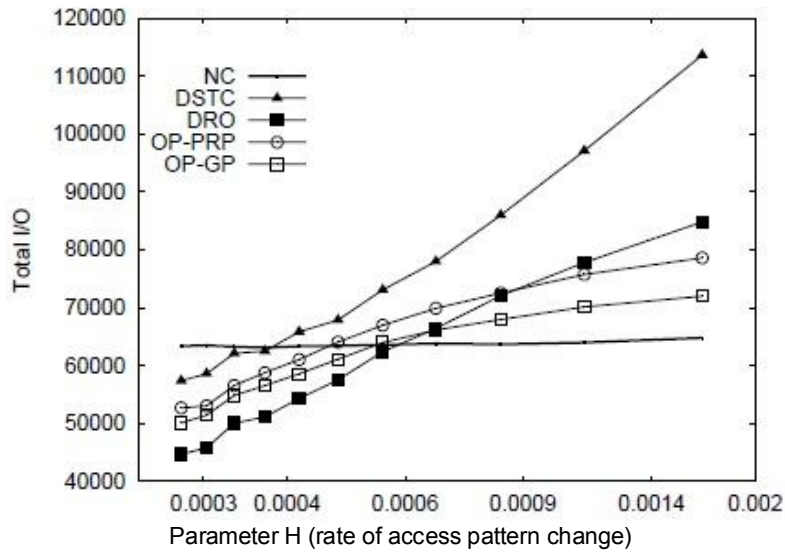 120000
110000
100000
90000
80000
70000
60000
50000
40000
Total I/O
NC
DSTC
DRO
OP-PRP
OP-GP
0.0003 0.0004 0.0006 0.0009 0.0014 0.002
Parameter H (rate of access pattern change)